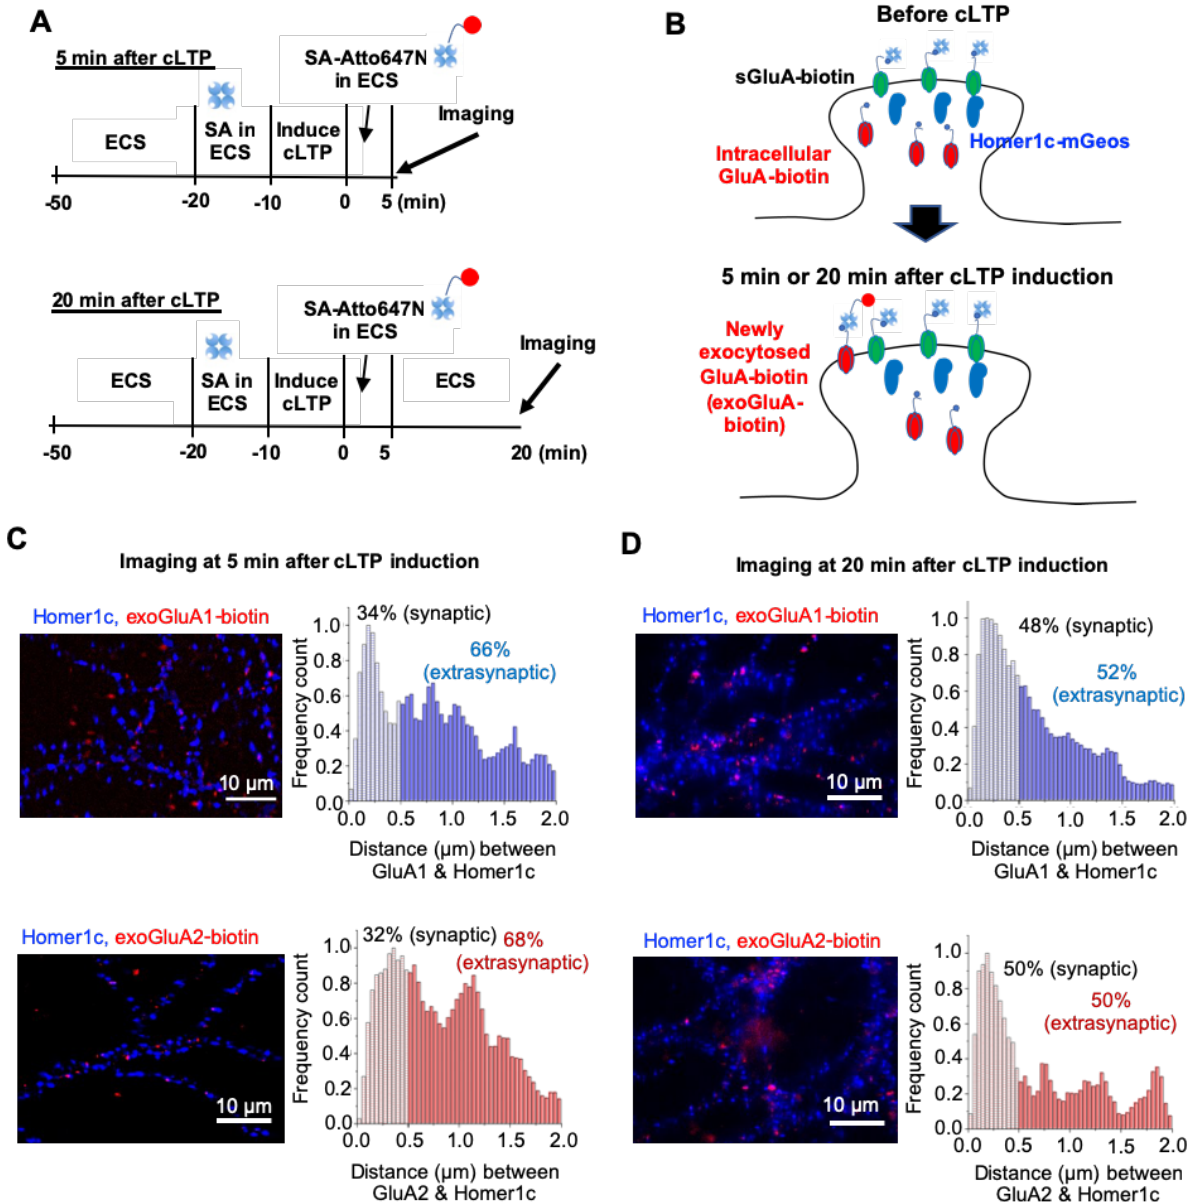 A
5 min after cLTP
SA-Atto647N
in ECS
Imaging
ECS
SA in
ECS
Induce
cLTP
-50
-20
-10
0
5 (min)
20 min after cLTP
SA-Atto647N
in ECS
Imaging
ECS
SA in
ECS
Induce
cLTP
ECS
-50
-20
-10
0
5
20 (min)
B
Before cLTP
sGluA-biotin
Homer1c-mGeos
Intracellular
GluA-biotin
5 min or 20 min after cLTP induction
Newly
exocytosed
GluA-biotin
(exoGluA-
biotin)
C
Imaging at 5 min after cLTP induction
Homer1c, exoGluA1-biotin
10 µm
34% (synaptic)
66%
(extrasynaptic)
Frequency count
1.0
0.8
0.6
0.4
0.2
0.0
0.0 0.5 1.0 1.5 2.0
Distance (µm) between
GluA1 & Homer1c
Homer1c, exoGluA2-biotin
10 µm
32% (synaptic)
68%
(extrasynaptic)
Frequency count
1.0
0.8
0.6
0.4
0.2
0.0
0.0 0.5 1.0 1.5 2.0
Distance (µm) between
GluA2 & Homer1c
D
Imaging at 20 min after cLTP induction
Homer1c, exoGluA1-biotin
10 µm
48% (synaptic)
52%
(extrasynaptic)
Frequency count
1.0
0.8
0.6
0.4
0.2
0.0
0.0 0.5 1.0 1.5 2.0
Distance (µm) between
GluA1 & Homer1c
Homer1c, exoGluA2-biotin
10 µm
50% (synaptic)
50%
(extrasynaptic)
Frequency count
1.0
0.8
0.6
0.4
0.2
0.0
0.0 0.5 1.0 1.5 2.0
Distance (µm) between
GluA2 & Homer1c